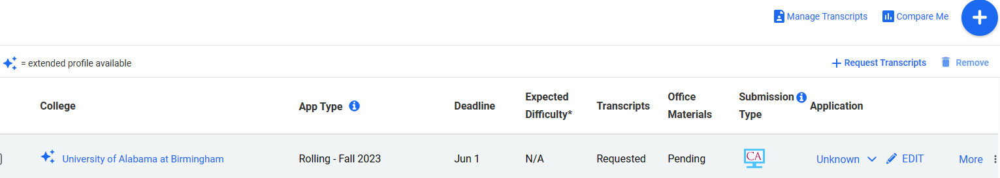 Manage Transcripts Compare Me
= extended profile available + Request Transcripts Remove
College App Type Deadline Expected Difficulty* Transcripts Office Materials Submission Type Application
University of Alabama at Birmingham Rolling - Fall 2023 Jun 1 N/A Requested Pending CA Unknown EDIT More